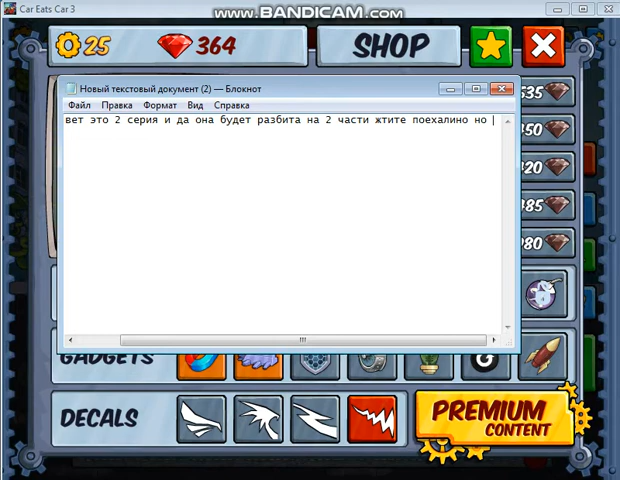 Car Eats Car 3
www.BANDICAM.com
25
364
SHOP
Новый текстовый документ (2) — Блокнот
Файл Правка Формат Вид Справка
вет это 2 серия и да она будет разбита на 2 части жтите поехалино но
535
350
420
385
980
GADGETS
DECALS
PREMIUM
CONTENT